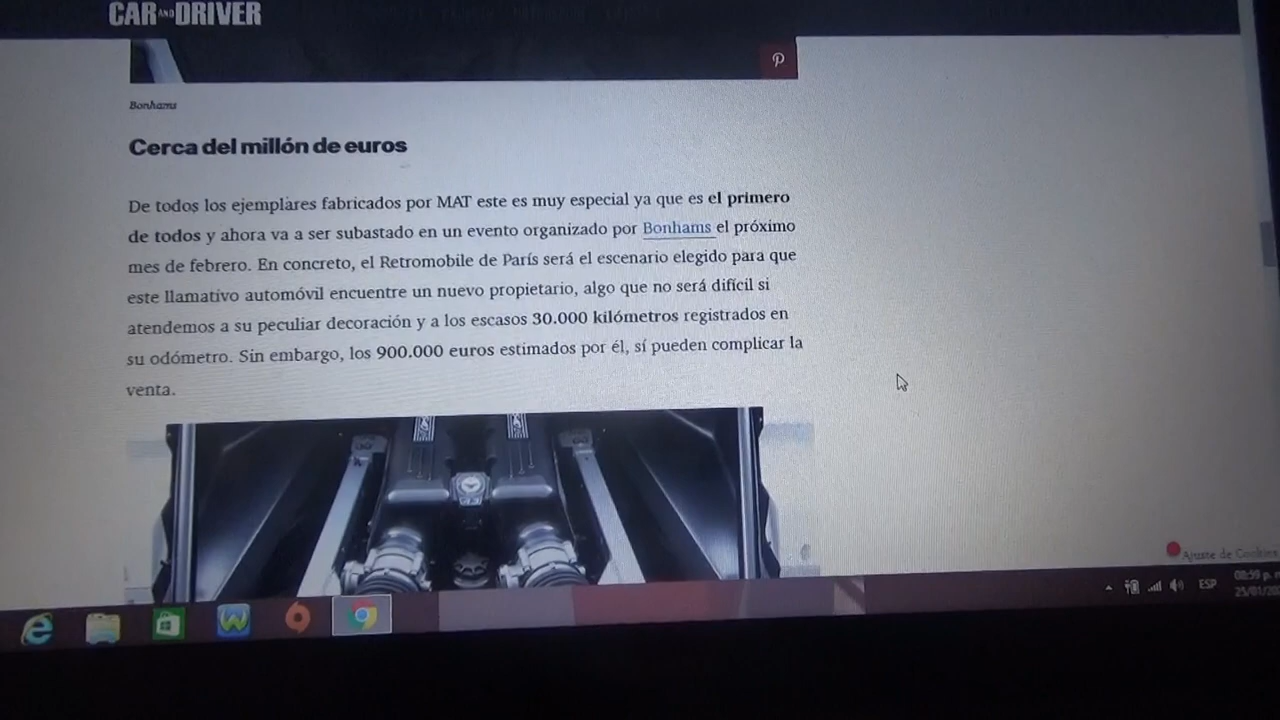 CAR AND DRIVER
Bonhams
Cerca del millón de euros
De todos los ejemplares fabricados por MAT este es muy especial ya que es el primero
de todos y ahora va a ser subastado en un evento organizado por Bonhams el próximo
mes de febrero. En concreto, el Retromobile de París será el escenario elegido para que
este llamativo automóvil encuentre un nuevo propietario, algo que no será difícil si
atendemos a su peculiar decoración y a los escasos 30.000 kilómetros registrados en
su odómetro. Sin embargo, los 900.000 euros estimados por él, sí pueden complicar la
venta.
Ajuste de Cookies
ESP
08:59 p.
25/01/20